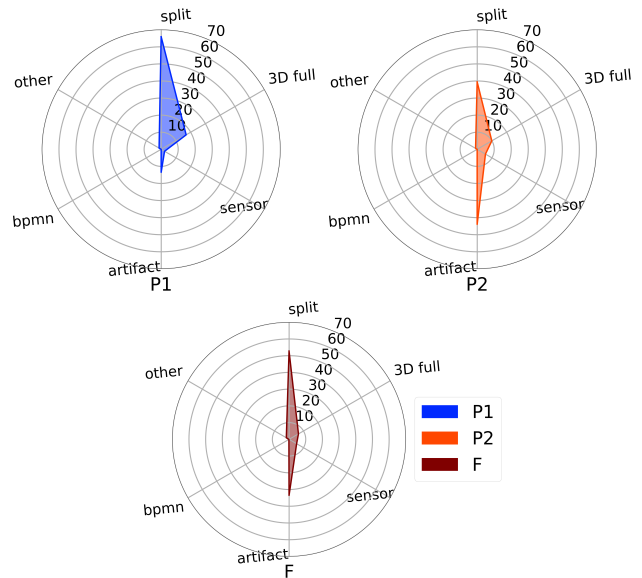 split
70
60
50
40
30
20
10
3D full
other
sensor
bpmn
artifact
P1
split
70
60
50
40
30
20
10
3D full
other
sensor
bpmn
artifact
P2
split
70
60
50
40
30
20
10
3D full
other
sensor
bpmn
artifact
F
P1
P2
F